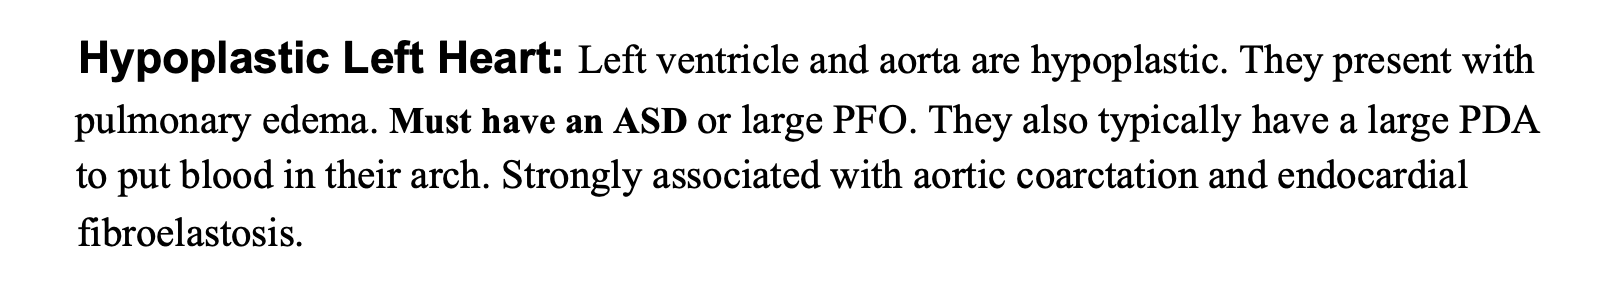 Hypoplastic Left Heart: Left ventricle and aorta are hypoplastic. They present with
pulmonary edema. Must have an ASD or large PFO. They also typically have a large PDA
to put blood in their arch. Strongly associated with aortic coarctation and endocardial
fibroelastosis.